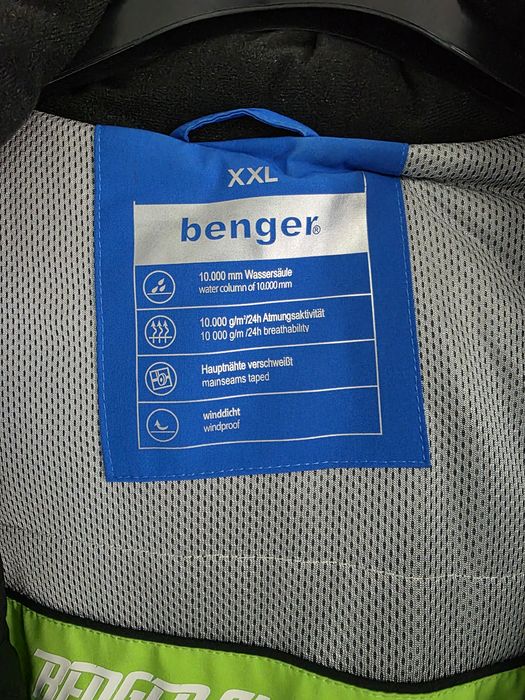 XXL
benger®
10.000 mm Wassersäule
water column of 10.000 mm
10.000 g/m²/24h Atmungsaktivität
10 000 g/m /24h breathability
Hauptnähte verschweißt
mainseams taped
winddicht
windproof